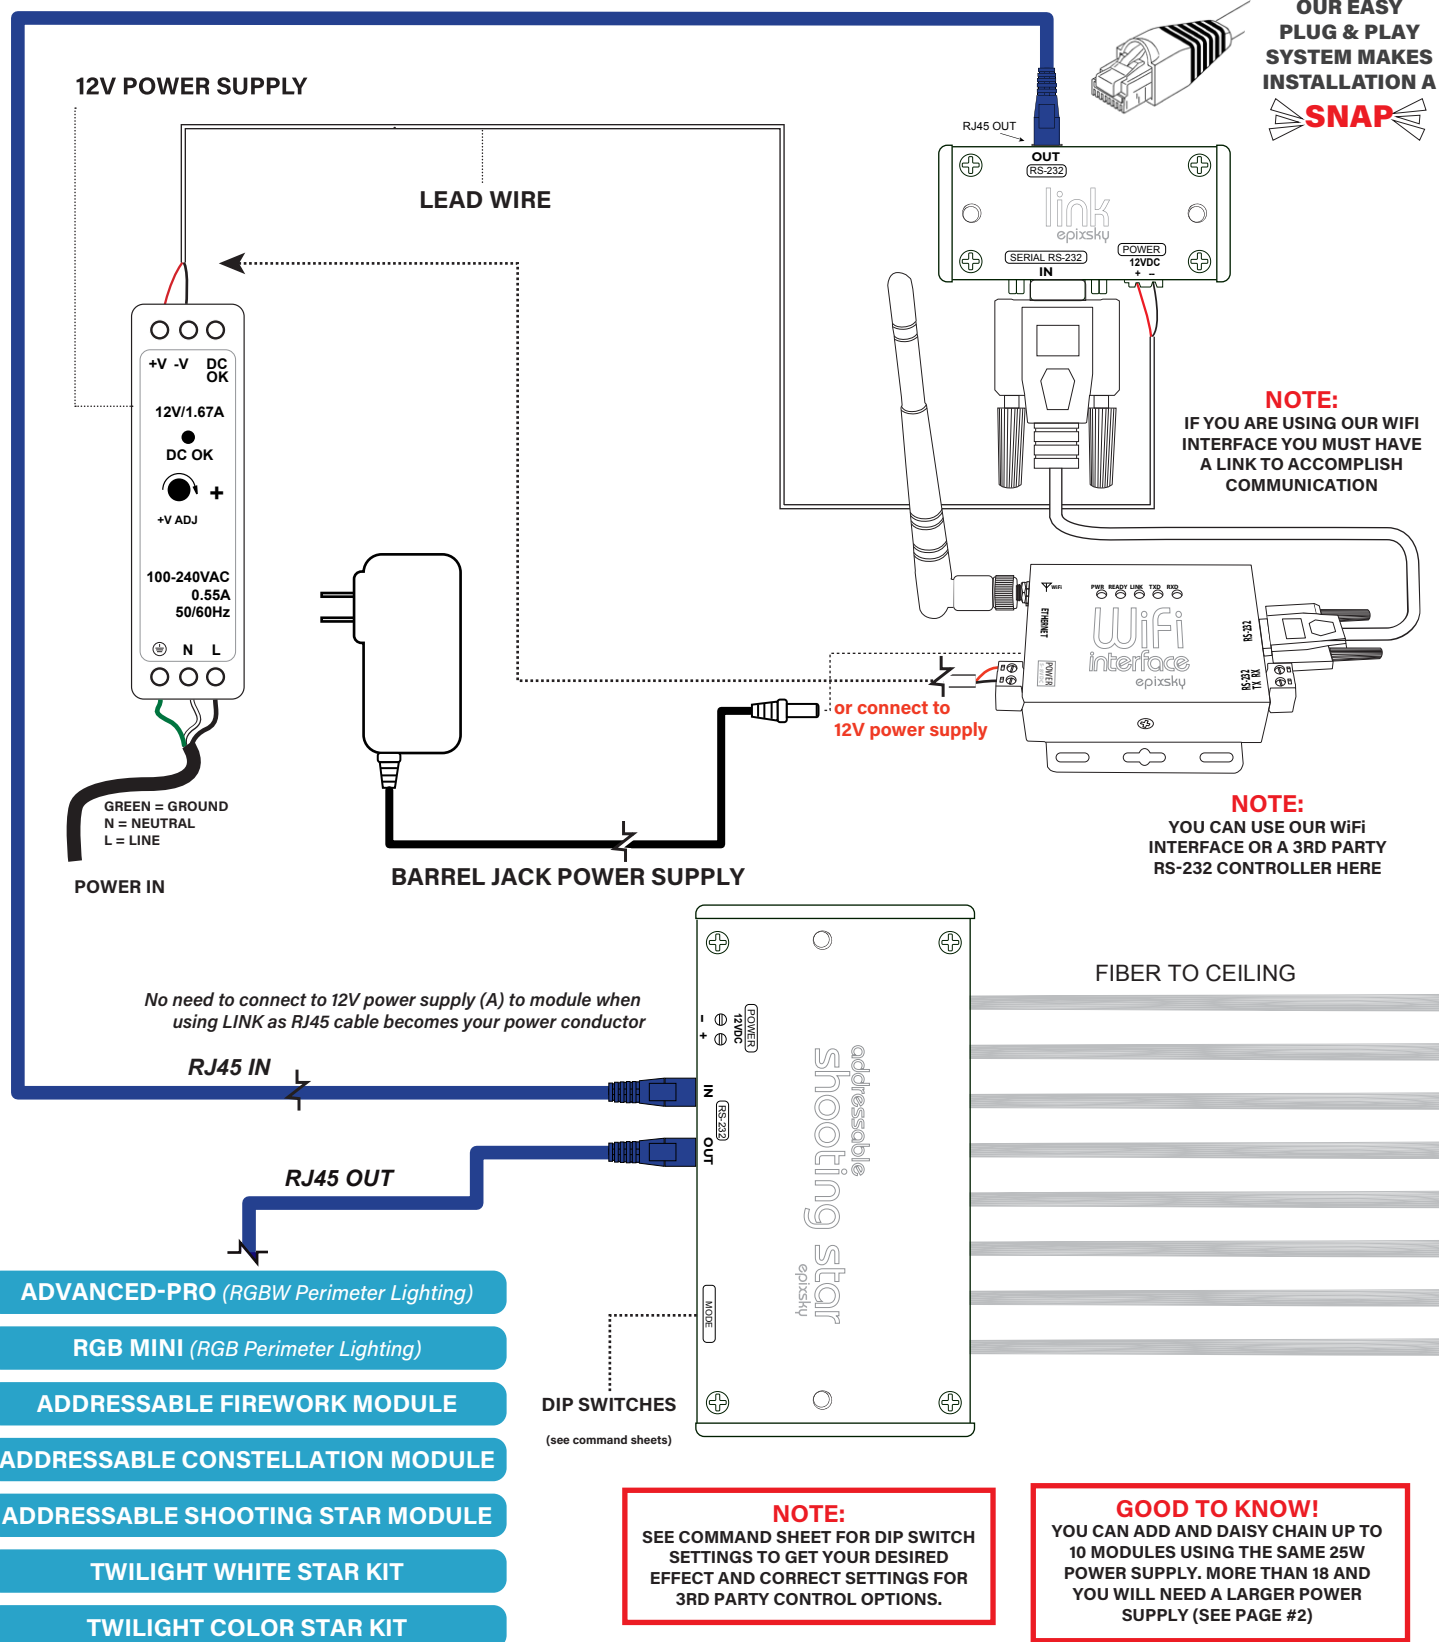 OUR EASY
PLUG & PLAY
SYSTEM MAKES
INSTALLATION A
SNAP
12V POWER SUPPLY
LEAD WIRE
RJ45 OUT
OUT
RS-232
link
epixsky
SERIAL RS-232
IN
POWER
12VDC
+ –
+V -V DC
OK
12V/1.67A
DC OK
+
+V ADJ
100-240VAC
0.55A
50/60Hz
N L
GREEN = GROUND
N = NEUTRAL
L = LINE
POWER IN
NOTE:
IF YOU ARE USING OUR WIFI
INTERFACE YOU MUST HAVE
A LINK TO ACCOMPLISH
COMMUNICATION
WiFi
PWR READY LINK TXD RXD
ETHERNET
WiFi
interface
epixsky
POWER
RS-232
RS-232
TX RX
or connect to
12V power supply
BARREL JACK POWER SUPPLY
NOTE:
YOU CAN USE OUR WiFi
INTERFACE OR A 3RD PARTY
RS-232 CONTROLLER HERE
FIBER TO CEILING
No need to connect to 12V power supply (A) to module when
using LINK as RJ45 cable becomes your power conductor
RJ45 IN
RJ45 OUT
POWER
12VDC
– +
IN
RS-232
OUT
addressable
shooting star
epixsky
MODE
DIP SWITCHES
(see command sheets)
ADVANCED-PRO (RGBW Perimeter Lighting)
RGB MINI (RGB Perimeter Lighting)
ADDRESSABLE FIREWORK MODULE
ADDRESSABLE CONSTELLATION MODULE
ADDRESSABLE SHOOTING STAR MODULE
TWILIGHT WHITE STAR KIT
TWILIGHT COLOR STAR KIT
NOTE:
SEE COMMAND SHEET FOR DIP SWITCH
SETTINGS TO GET YOUR DESIRED
EFFECT AND CORRECT SETTINGS FOR
3RD PARTY CONTROL OPTIONS.
GOOD TO KNOW!
YOU CAN ADD AND DAISY CHAIN UP TO
10 MODULES USING THE SAME 25W
POWER SUPPLY. MORE THAN 18 AND
YOU WILL NEED A LARGER POWER
SUPPLY (SEE PAGE #2)